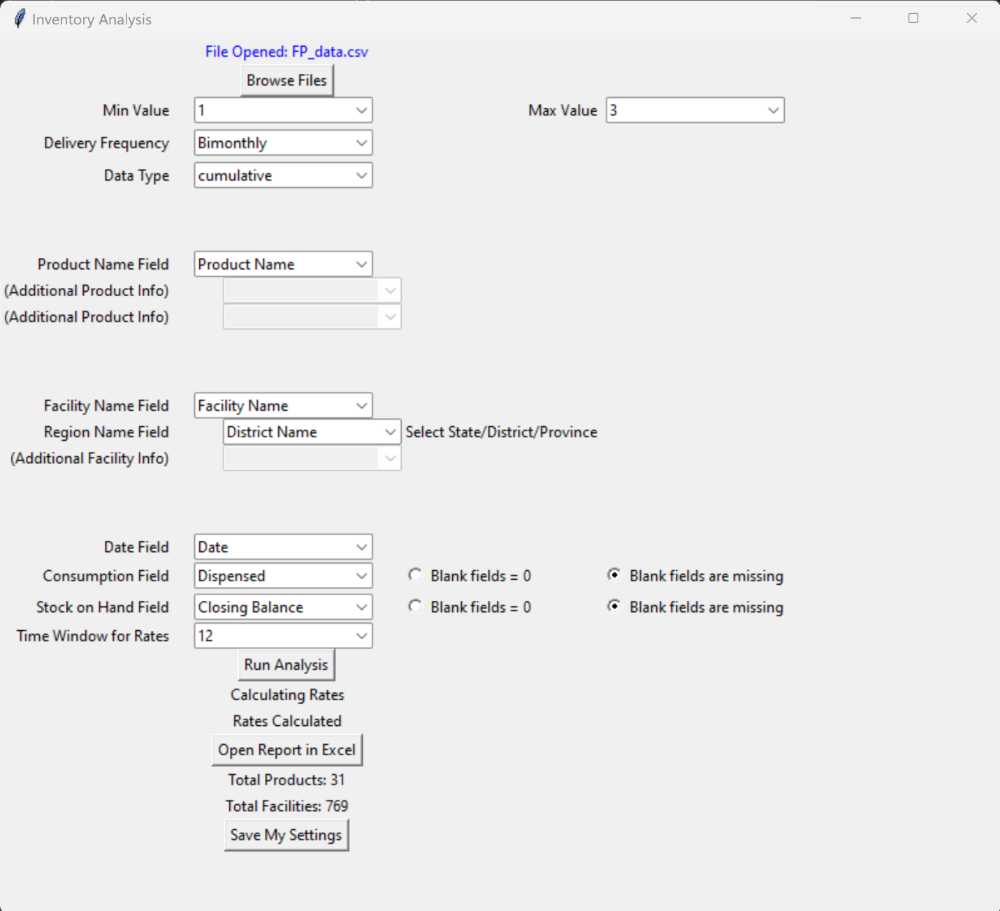 Inventory Analysis
File Opened: FP_data.csv
Browse Files
Min Value 1 Max Value 3
Delivery Frequency Bimonthly
Data Type cumulative
Product Name Field Product Name
(Additional Product Info)
(Additional Product Info)
Facility Name Field Facility Name
Region Name Field District Name Select State/District/Province
(Additional Facility Info)
Date Field Date
Consumption Field Dispensed Blank fields = 0 Blank fields are missing
Stock on Hand Field Closing Balance Blank fields = 0 Blank fields are missing
Time Window for Rates 12
Run Analysis
Calculating Rates
Rates Calculated
Open Report in Excel
Total Products: 31
Total Facilities: 769
Save My Settings